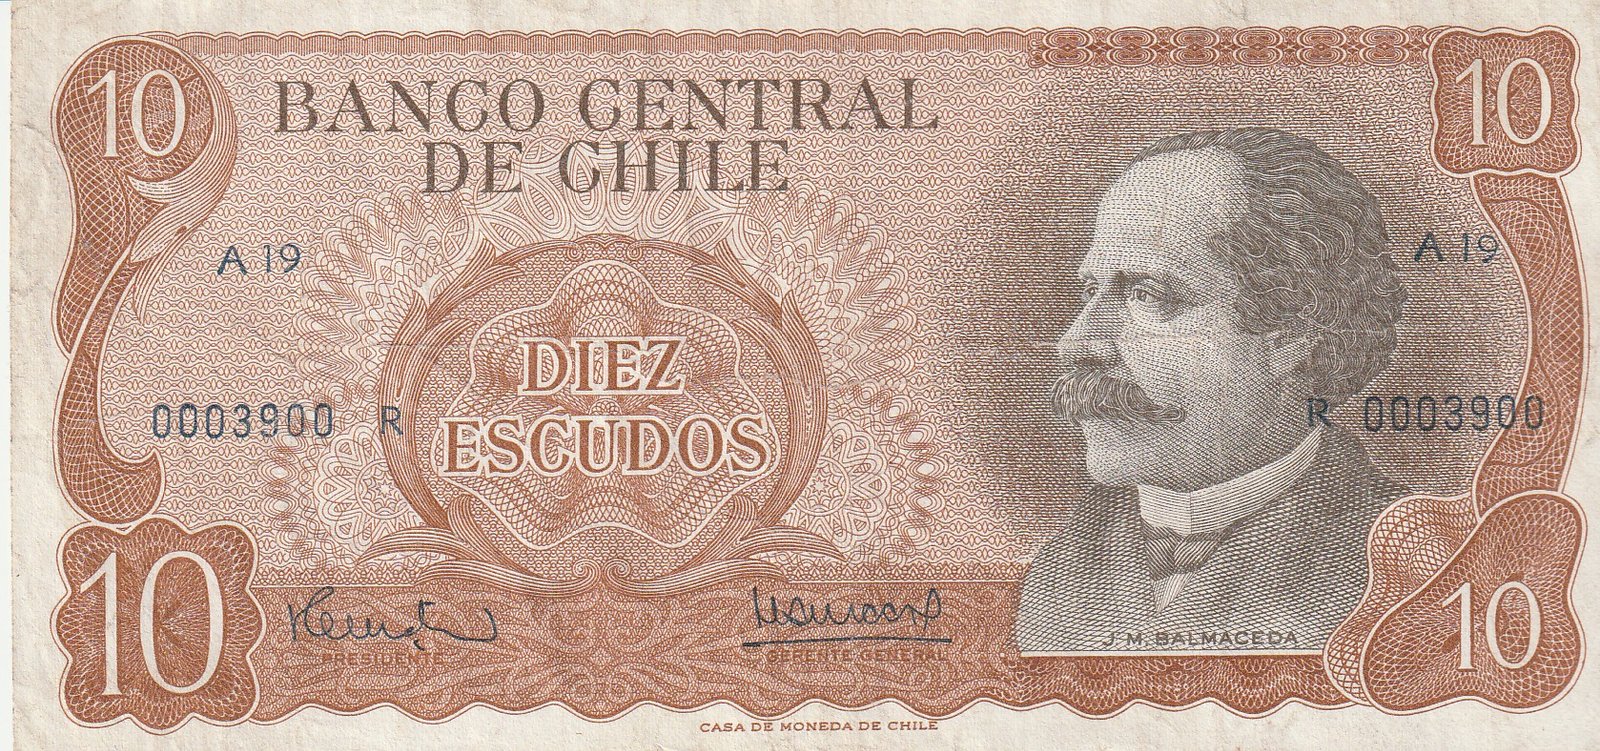 10
10
BANCO CENTRAL
DE CHILE
A 19
A 19
DIEZ
ESCUDOS
0003900 R
R 0003900
10
10
PRESIDENTE
GERENTE GENERAL
J. M. BALMACEDA
CASA DE MONEDA DE CHILE